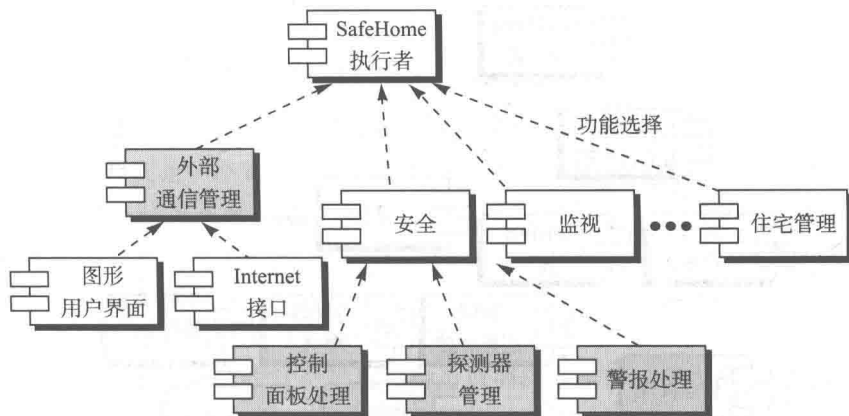 SafeHome
执行者
功能选择
外部
通信管理
安全
监视
住宅管理
图形
用户界面
Internet
接口
控制
面板处理
探测器
管理
警报处理